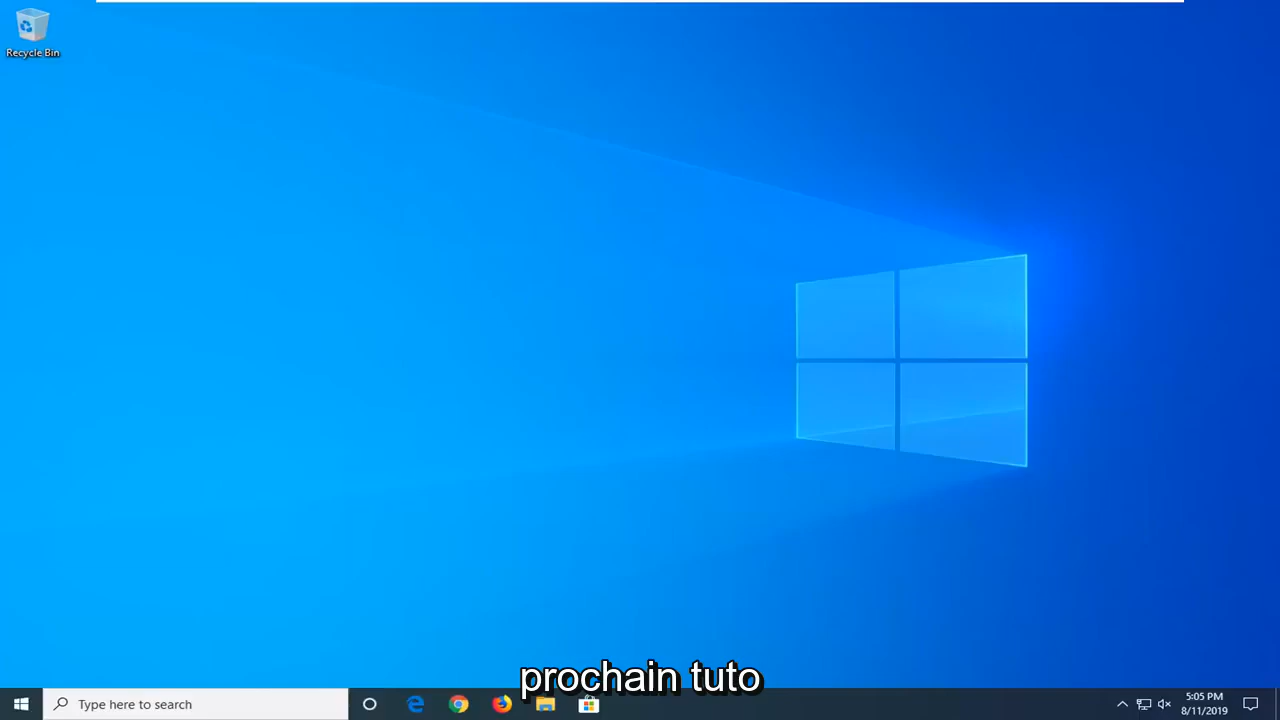 Recycle Bin
prochain tuto
Type here to search
5:05 PM
8/11/2019